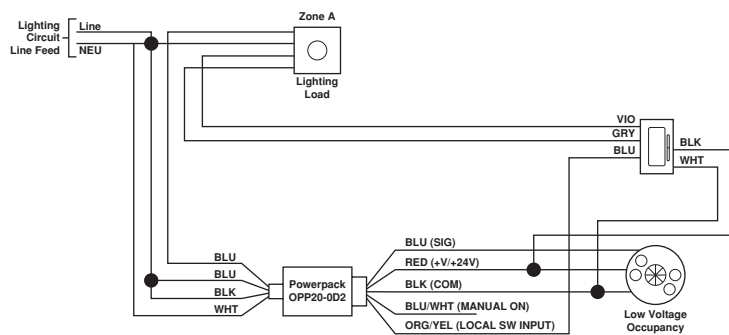 Zone A
Lighting
Circuit
Line Feed
Line
NEU
Lighting
Load
VIO
GRY
BLU
BLK
WHT
BLU
BLU
BLK
WHT
Powerpack
OPP20-0D2
BLU (SIG)
RED (+V/+24V)
BLK (COM)
BLU/WHT (MANUAL ON)
ORG/YEL (LOCAL SW INPUT)
Low Voltage
Occupancy